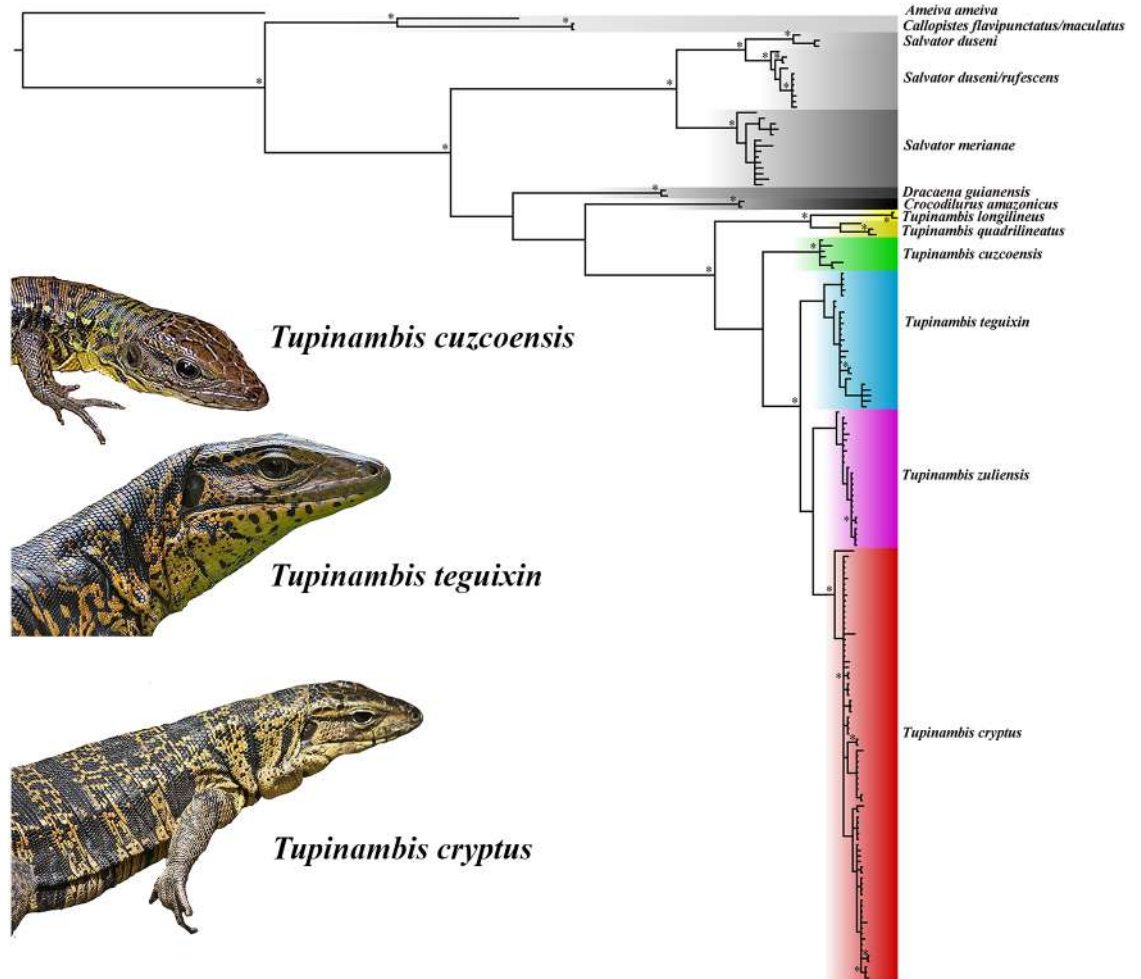 Ameiva ameiva
Callopistes flavipunctatus/maculatus
Salvator duseni
Salvator duseni/rufescens
Salvator merianae
Dracaena guianensis
Crocodilurus amazonicus
Tupinambis longilineus
Tupinambis quadrilineatus
Tupinambis cuzcoensis
Tupinambis teguixin
Tupinambis zuliensis
Tupinambis cryptus
Tupinambis cuzcoensis
Tupinambis teguixin
Tupinambis cryptus